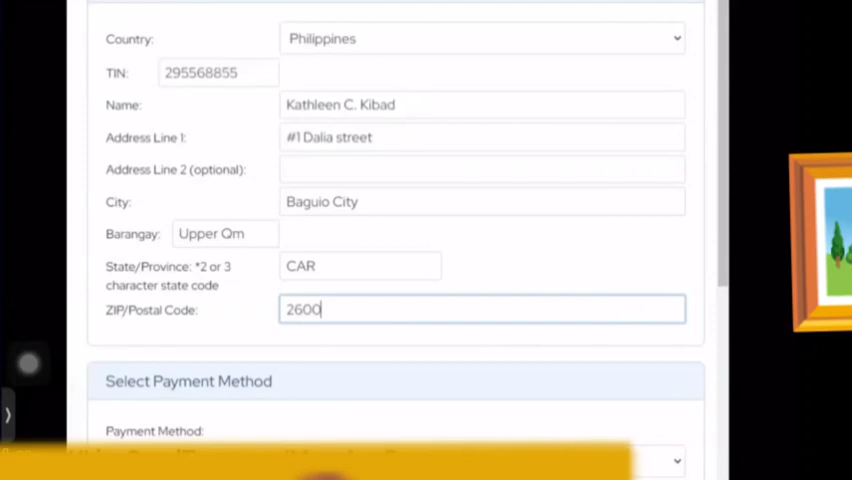 Country: Philippines
TIN: 295568855
Name: Kathleen C. Kibad
Address Line 1: #1 Dalia street
Address Line 2 (optional):
City: Baguio City
Barangay: Upper Qm
State/Province: *2 or 3 CAR
character state code
ZIP/Postal Code: 2600
Select Payment Method
Payment Method: